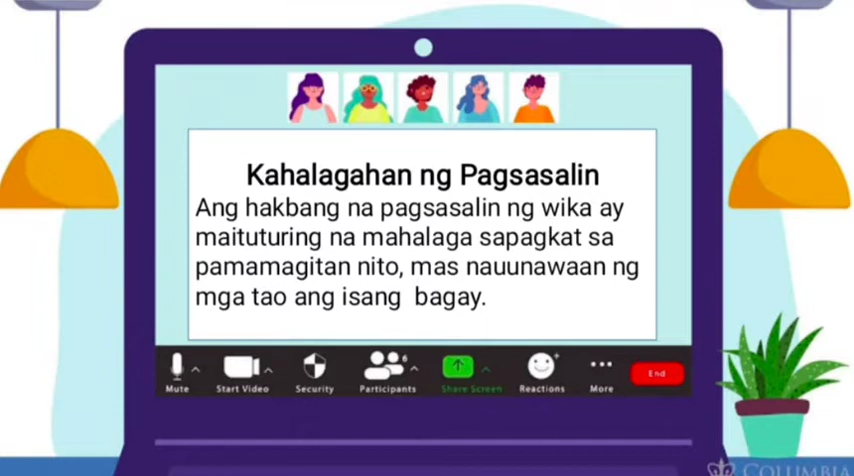 Kahalagahan ng Pagsasalin
Ang hakbang na pagsasalin ng wika ay
maituturing na mahalaga sapagkat sa
pamamagitan nito, mas nauunawaan ng
mga tao ang isang bagay.
Mute
Start Video
Security
6
Participants
Share Screen
Reactions
More
End
COLUMBIA